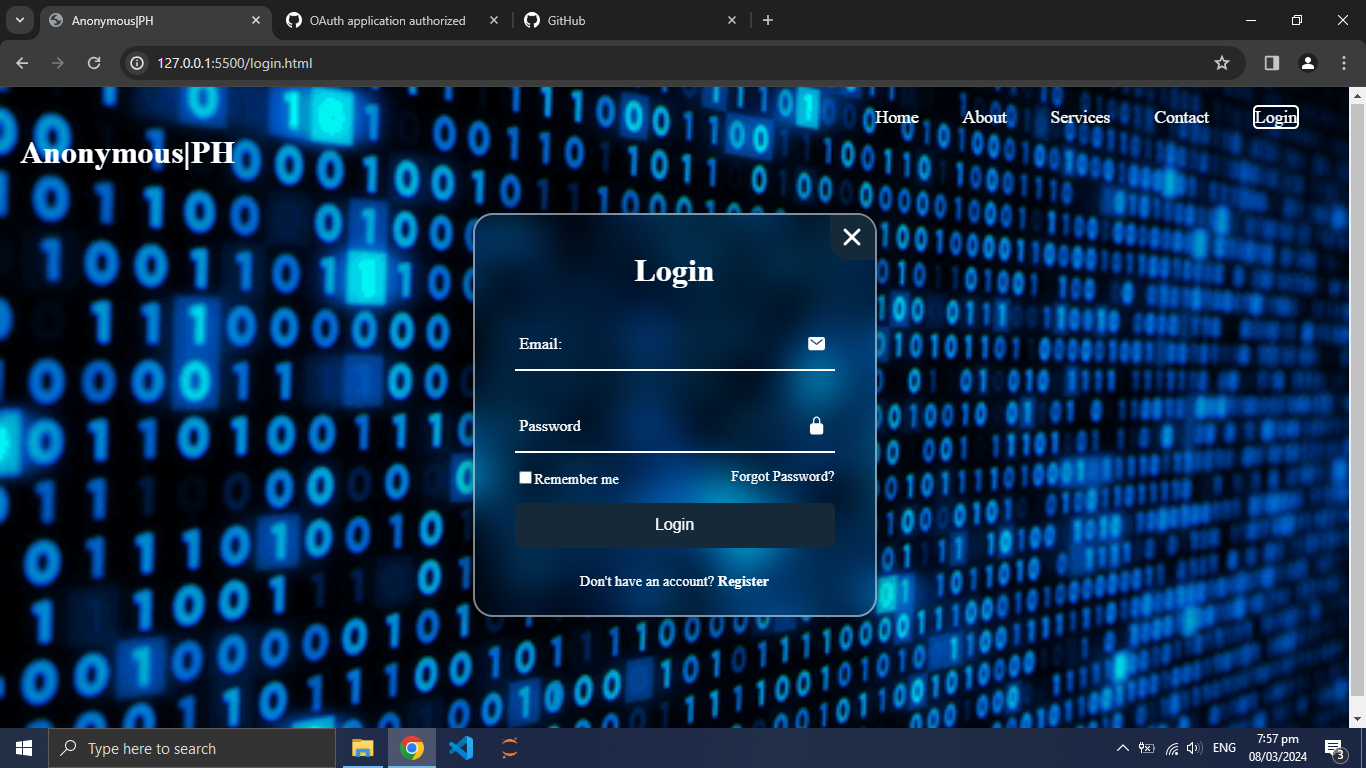 Anonymous|PH
OAuth application authorized
GitHub
127.0.0.1:5500/login.html
Home About Services Contact Login
Anonymous|PH
Login
Email:
Password
Remember me Forgot Password?
Login
Don't have an account? Register
Type here to search
ENG
7:57 pm
08/03/2024
3